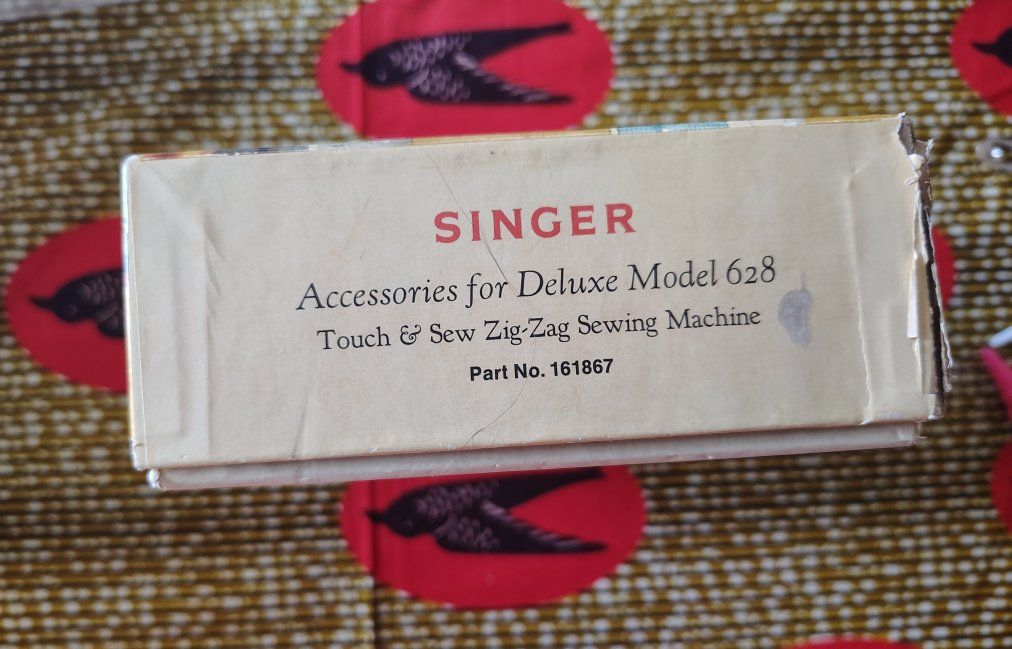 SINGER
Accessories for Deluxe Model 628
Touch & Sew Zig-Zag Sewing Machine
Part No. 161867